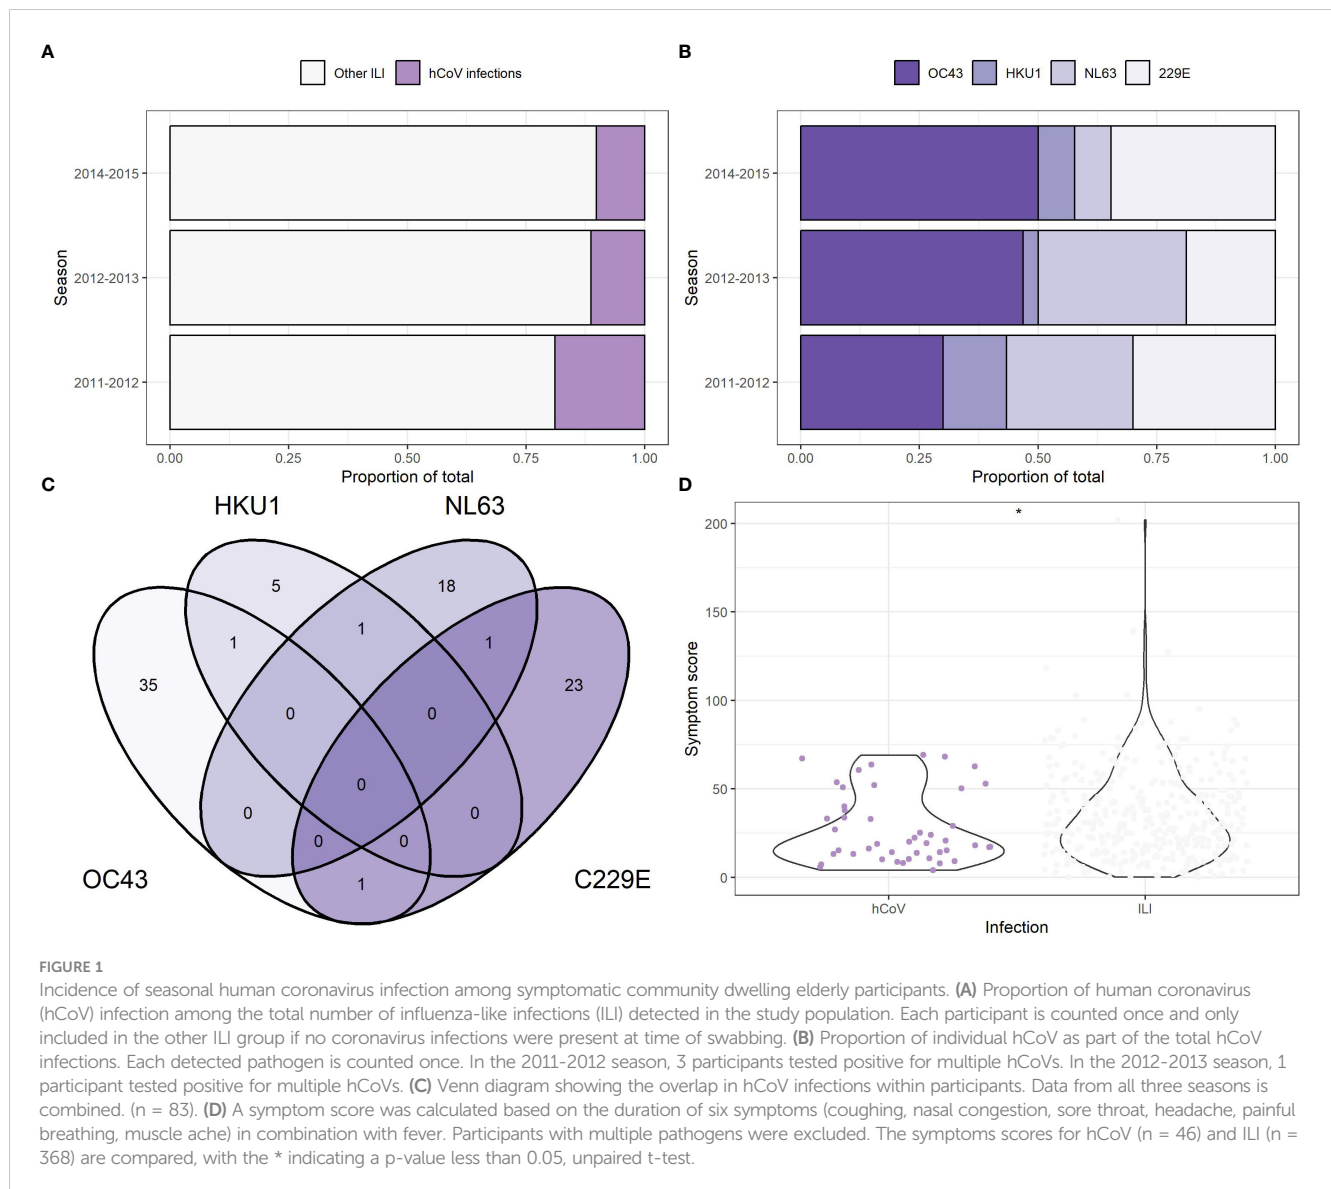 A
Other ILI hCoV infections
2014-2015
2012-2013
2011-2012
Season
0.00 0.25 0.50 0.75 1.00
Proportion of total
B
OC43 HKU1 NL63 229E
2014-2015
2012-2013
2011-2012
Season
0.00 0.25 0.50 0.75 1.00
Proportion of total
C
HKU1 NL63
5 18
1 1 1
35 23
0 0
0
0 0
0 0
1
OC43 C229E
D
*
200
150
100
50
0
Symptom score
hCoV ILI
Infection
FIGURE 1
Incidence of seasonal human coronavirus infection among symptomatic community dwelling elderly participants. (A) Proportion of human coronavirus
(hCoV) infection among the total number of influenza-like infections (ILI) detected in the study population. Each participant is counted once and only
included in the other ILI group if no coronavirus infections were present at time of swabbing. (B) Proportion of individual hCoV as part of the total hCoV
infections. Each detected pathogen is counted once. In the 2011-2012 season, 3 participants tested positive for multiple hCoVs. In the 2012-2013 season, 1
participant tested positive for multiple hCoVs. (C) Venn diagram showing the overlap in hCoV infections within participants. Data from all three seasons is
combined. (n = 83). (D) A symptom score was calculated based on the duration of six symptoms (coughing, nasal congestion, sore throat, headache, painful
breathing, muscle ache) in combination with fever. Participants with multiple pathogens were excluded. The symptoms scores for hCoV (n = 46) and ILI (n =
368) are compared, with the * indicating a p-value less than 0.05, unpaired t-test.